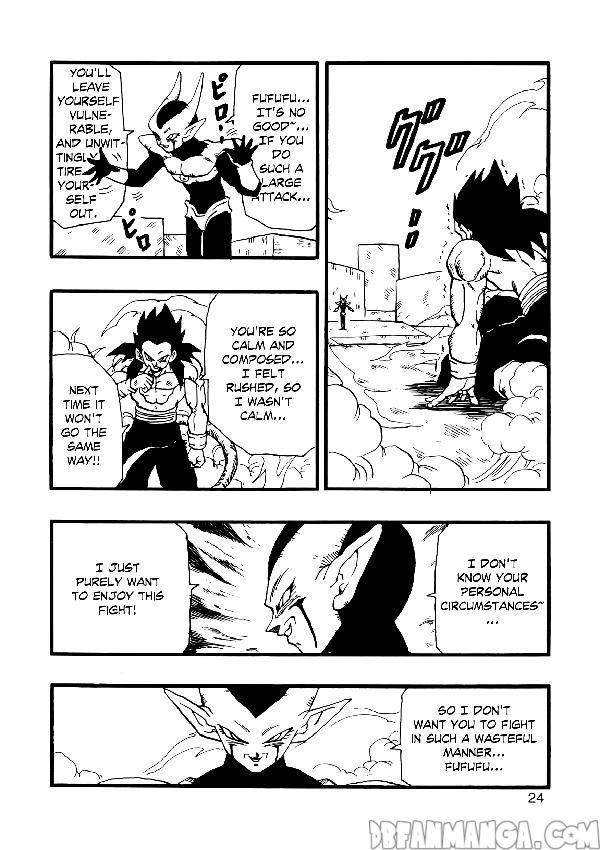 ググッ
FUFUFU...
IT'S NO
GOOD~...
IF YOU
DO
SUCH A
LARGE
ATTACK...
ピロ
YOU'LL
LEAVE
YOURSELF
VULNE-
RABLE,
AND UNWIT-
TINGLY
TIRE
YOUR-
SELF
OUT.
ピロ
YOU'RE SO
CALM AND
COMPOSED...
I FELT
RUSHED, SO
I WASN'T
CALM...
NEXT
TIME IT
WON'T
GO THE
SAME
WAY!!
I DON'T
KNOW YOUR
PERSONAL
CIRCUMSTANCES~
...
I JUST
PURELY WANT
TO ENJOY THIS
FIGHT!
SO I DON'T
WANT YOU TO FIGHT
IN SUCH A WASTEFUL
MANNER...
FUFUFU...
24
DBFANMANGA.COM